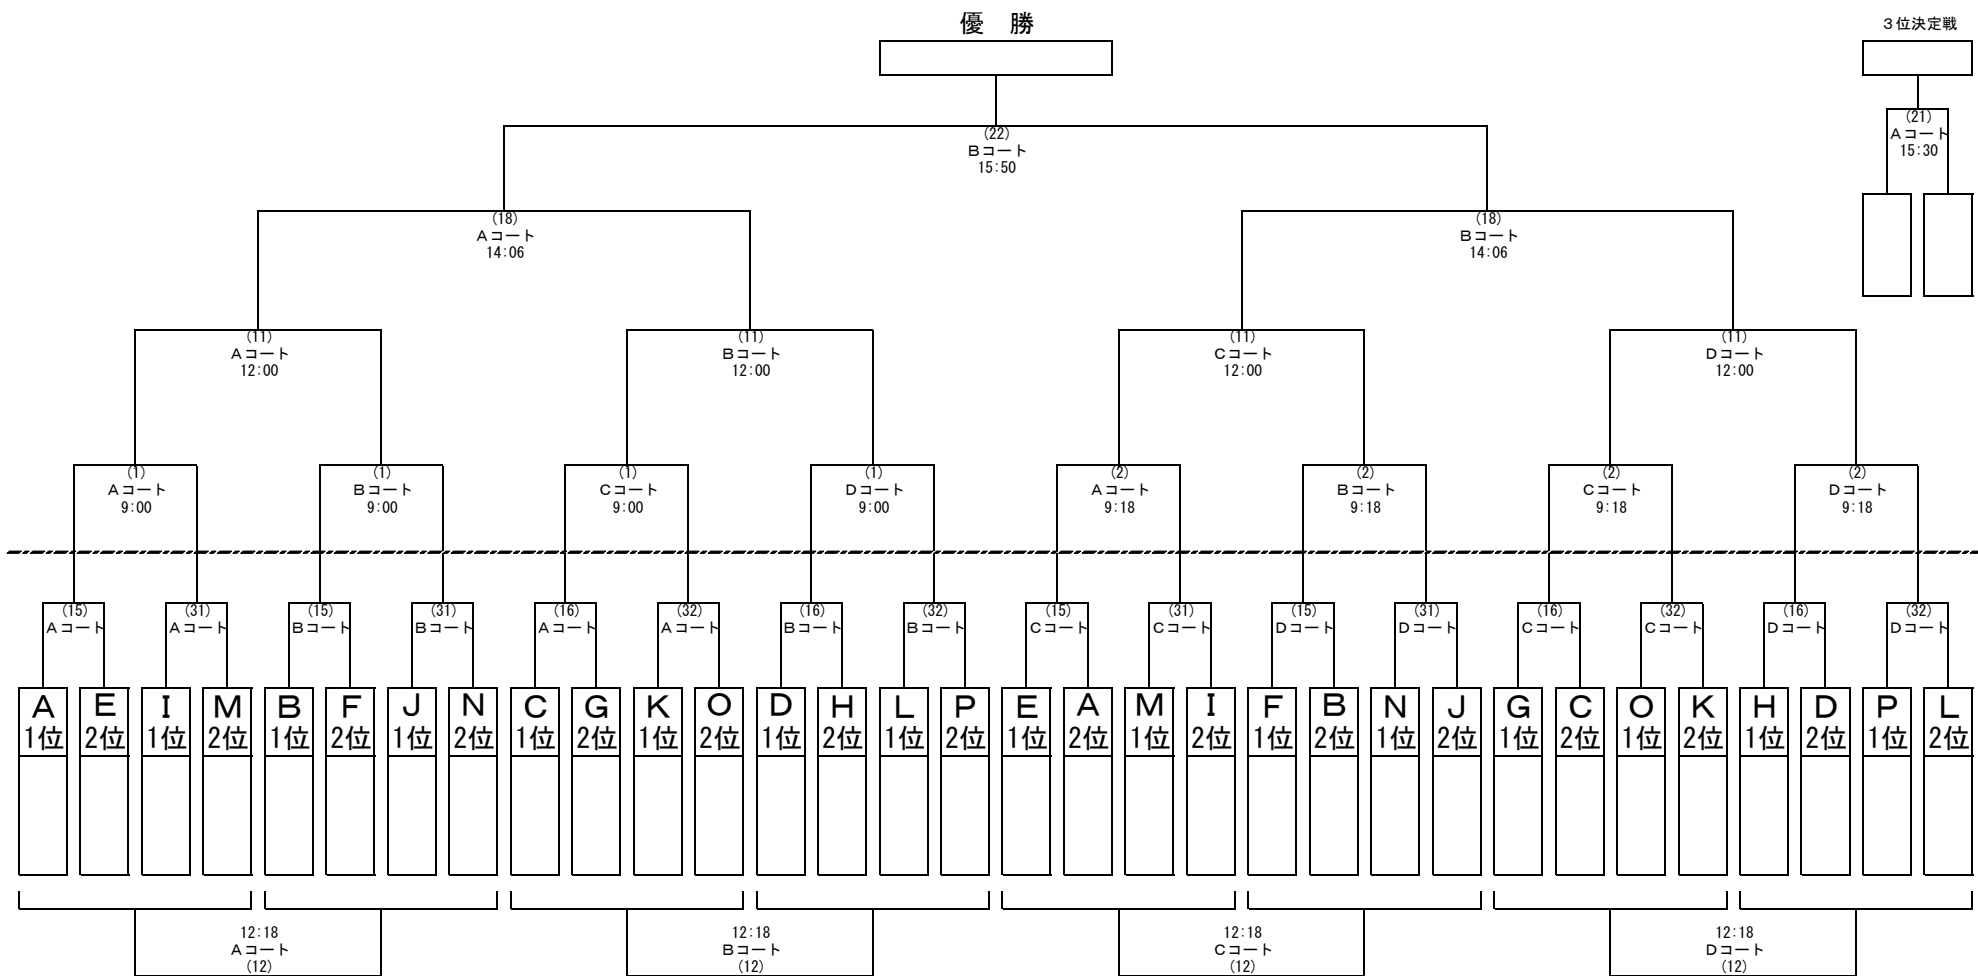 優　勝
３位決定戦
(21)
Ａコート
15:30
(22)
Ｂコート
15:50
(18)
Ａコート
14:06
(18)
Ｂコート
14:06
(11)
Ａコート
12:00
(11)
Ｂコート
12:00
(11)
Ｃコート
12:00
(11)
Ｄコート
12:00
(1)
Ａコート
9:00
(1)
Ｂコート
9:00
(1)
Ｃコート
9:00
(1)
Ｄコート
9:00
(2)
Ａコート
9:18
(2)
Ｂコート
9:18
(2)
Ｃコート
9:18
(2)
Ｄコート
9:18
(15)
Ａコート
(31)
Ａコート
(15)
Ｂコート
(31)
Ｂコート
(16)
Ａコート
(32)
Ａコート
(16)
Ｂコート
(32)
Ｂコート
(15)
Ｃコート
(31)
Ｃコート
(15)
Ｄコート
(31)
Ｄコート
(16)
Ｃコート
(32)
Ｃコート
(16)
Ｄコート
(32)
Ｄコート
Ａ
1位
Ｅ
2位
Ｉ
1位
Ｍ
2位
Ｂ
1位
Ｆ
2位
Ｊ
1位
Ｎ
2位
Ｃ
1位
Ｇ
2位
Ｋ
1位
Ｏ
2位
Ｄ
1位
Ｈ
2位
Ｌ
1位
Ｐ
2位
Ｅ
1位
Ａ
2位
Ｍ
1位
Ｉ
2位
Ｆ
1位
Ｂ
2位
Ｎ
1位
Ｊ
2位
Ｇ
1位
Ｃ
2位
Ｏ
1位
Ｋ
2位
Ｈ
1位
Ｄ
2位
Ｐ
1位
Ｌ
2位
12:18
Ａコート
(12)
12:18
Ｂコート
(12)
12:18
Ｃコート
(12)
12:18
Ｄコート
(12)